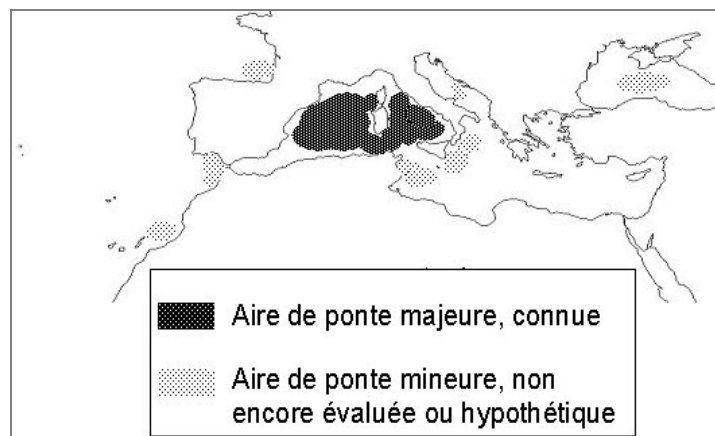 Aire de ponte majeure, connue
Aire de ponte mineure, non
encore évaluée ou hypothétique